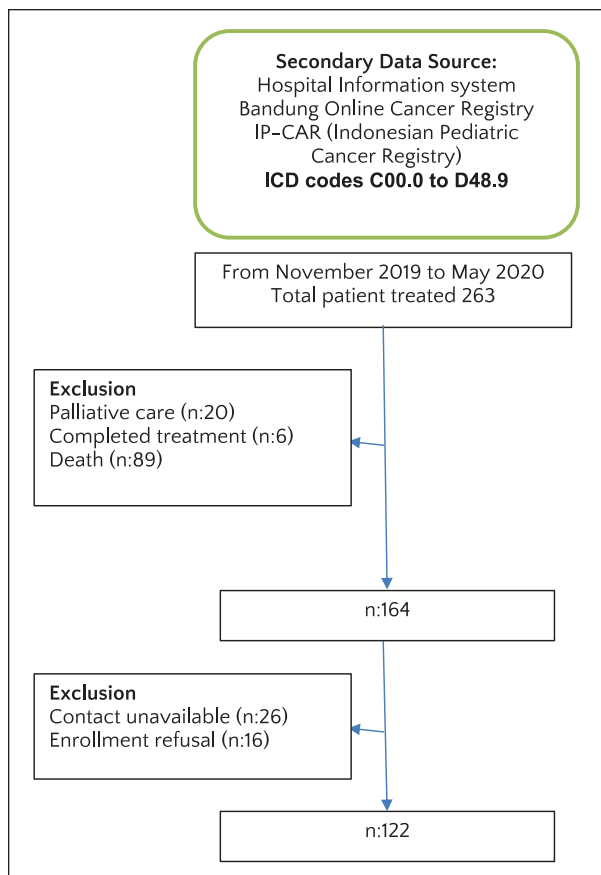 Secondary Data Source:
Hospital Information system
Bandung Online Cancer Registry
IP-CAR (Indonesian Pediatric
Cancer Registry)
ICD codes C00.0 to D48.9
From November 2019 to May 2020
Total patient treated 263
Exclusion
Palliative care (n:20)
Completed treatment (n:6)
Death (n:89)
n:164
Exclusion
Contact unavailable (n:26)
Enrollment refusal (n:16)
n:122